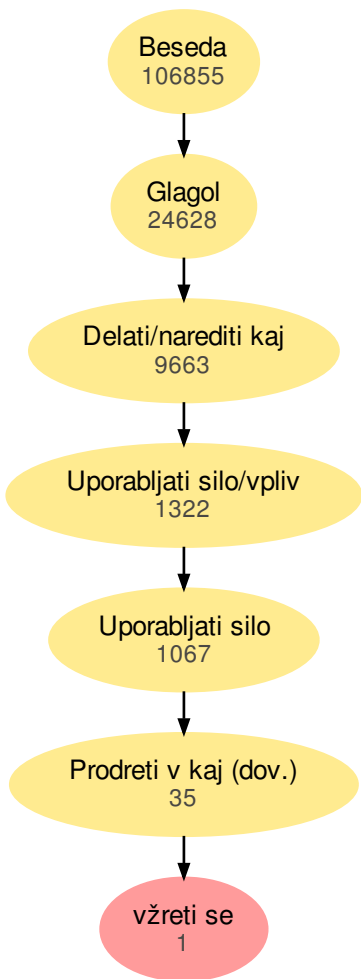 Beseda
106855
Glagol
24628
Delati/narediti kaj
9663
Uporabljati silo/vpliv
1322
Uporabljati silo
1067
Prodreti v kaj (dov.)
35
vžreti se
1